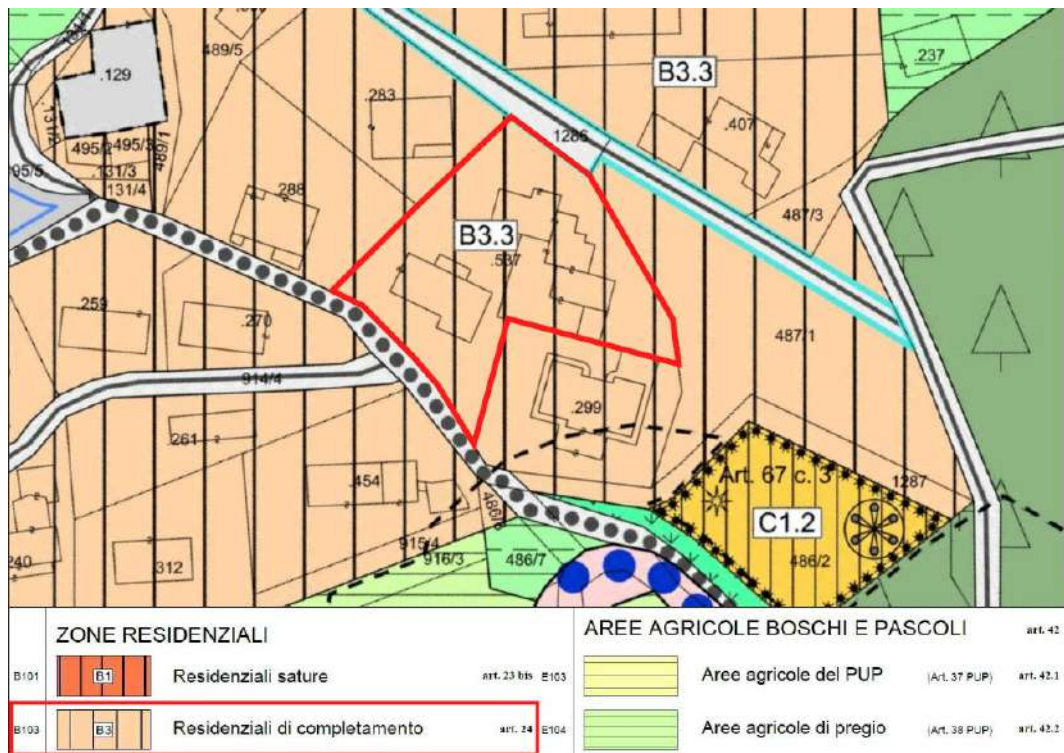 489/5
.129
.283
B3.3
.237
.131/2
495/2
495/3
489/1
1286
.407
.131/3
131/4
.288
487/3
B3.3
.537
259
.270
487/1
914/4
.299
.261
Art. 67 c. 3
1287
.454
C1.2
915/4
916/3
486/7
486/2
240
.312
ZONE RESIDENZIALI
B101 B1 Residenziali sature art. 23 bis
B103 B3 Residenziali di completamento art. 24
AREE AGRICOLE BOSCHI E PASCOLI art. 42
E103 Aree agricole del PUP (Art. 37 PUP) art. 42.1
E104 Aree agricole di pregio (Art. 38 PUP) art. 42.2